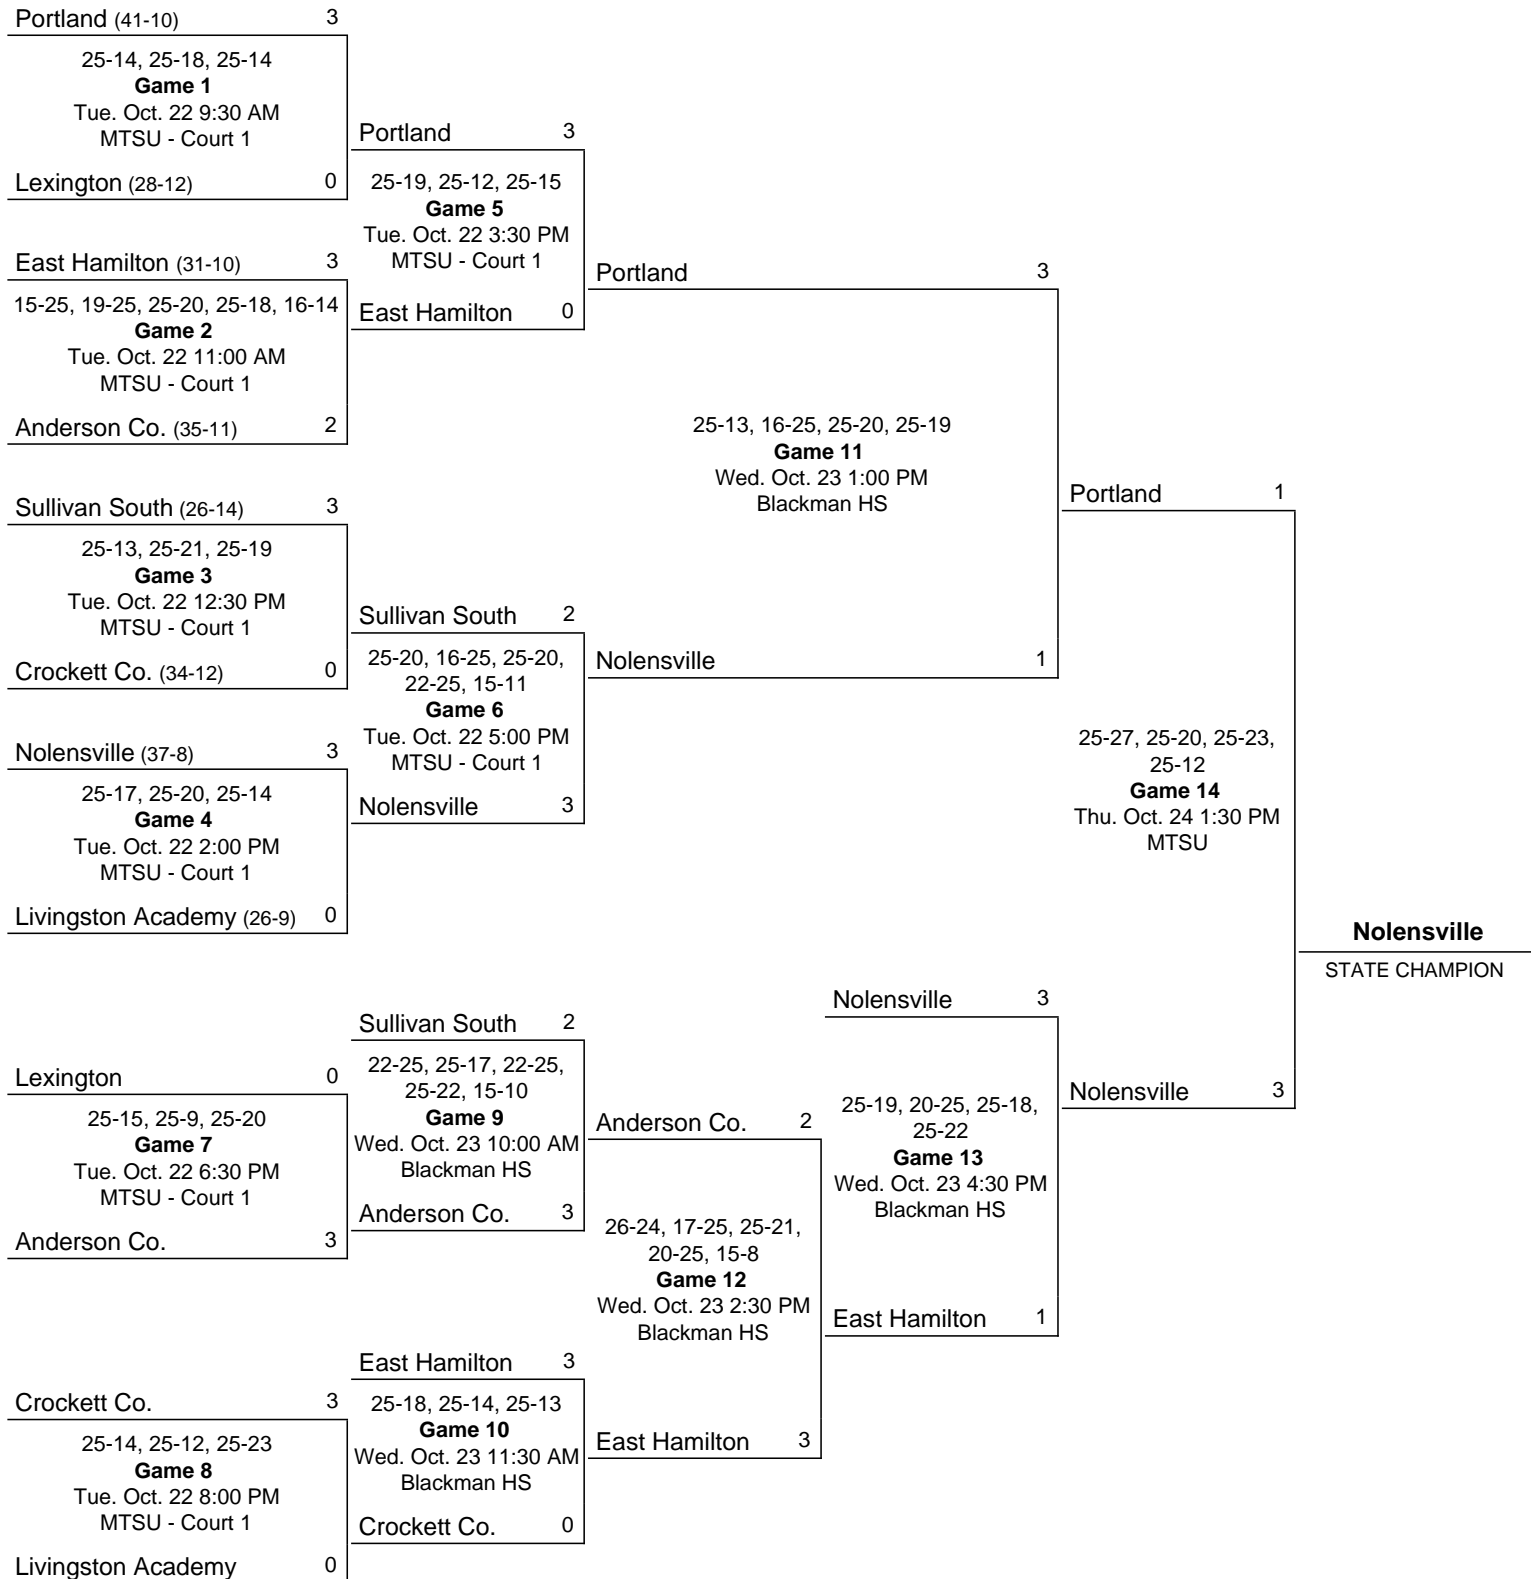 Portland (41-10) 3
25-14, 25-18, 25-14
Game 1
Tue. Oct. 22 9:30 AM
MTSU - Court 1
Lexington (28-12) 0
East Hamilton (31-10) 3
15-25, 19-25, 25-20, 25-18, 16-14
Game 2
Tue. Oct. 22 11:00 AM
MTSU - Court 1
Anderson Co. (35-11) 2
Sullivan South (26-14) 3
25-13, 25-21, 25-19
Game 3
Tue. Oct. 22 12:30 PM
MTSU - Court 1
Crockett Co. (34-12) 0
Nolensville (37-8) 3
25-17, 25-20, 25-14
Game 4
Tue. Oct. 22 2:00 PM
MTSU - Court 1
Livingston Academy (26-9) 0
Lexington 0
25-15, 25-9, 25-20
Game 7
Tue. Oct. 22 6:30 PM
MTSU - Court 1
Anderson Co. 3
Crockett Co. 3
25-14, 25-12, 25-23
Game 8
Tue. Oct. 22 8:00 PM
MTSU - Court 1
Livingston Academy 0
Portland 3
25-19, 25-12, 25-15
Game 5
Tue. Oct. 22 3:30 PM
MTSU - Court 1
East Hamilton 0
Sullivan South 2
25-20, 16-25, 25-20,
22-25, 15-11
Game 6
Tue. Oct. 22 5:00 PM
MTSU - Court 1
Nolensville 3
Sullivan South 2
22-25, 25-17, 22-25,
25-22, 15-10
Game 9
Wed. Oct. 23 10:00 AM
Blackman HS
Anderson Co. 3
East Hamilton 3
25-18, 25-14, 25-13
Game 10
Wed. Oct. 23 11:30 AM
Blackman HS
Crockett Co. 0
Portland 3
25-13, 16-25, 25-20, 25-19
Game 11
Wed. Oct. 23 1:00 PM
Blackman HS
Nolensville 1
Anderson Co. 2
26-24, 17-25, 25-21,
20-25, 15-8
Game 12
Wed. Oct. 23 2:30 PM
Blackman HS
East Hamilton 3
Nolensville 3
25-19, 20-25, 25-18,
25-22
Game 13
Wed. Oct. 23 4:30 PM
Blackman HS
East Hamilton 1
Portland 1
25-27, 25-20, 25-23,
25-12
Game 14
Thu. Oct. 24 1:30 PM
MTSU
Nolensville 3
Nolensville
STATE CHAMPION